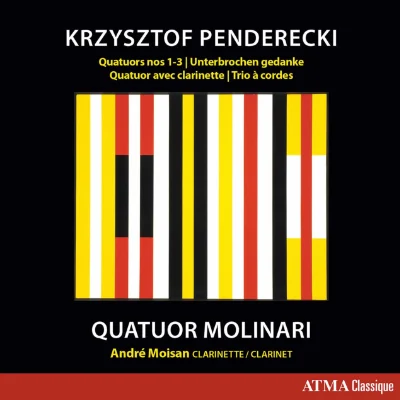 KRZYSZTOF PENDERECKI
Quatuors nos 1-3 | Unterbrochen gedanke
Quatuor avec clarinette | Trio à cordes
QUATUOR MOLINARI
André Moisan CLARINETTE / CLARINET
ATMA Classique